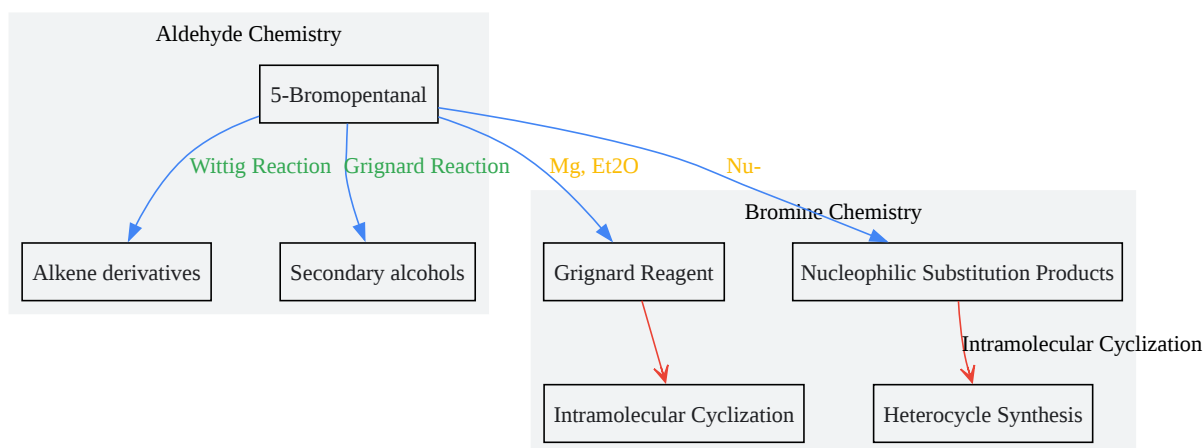 Aldehyde Chemistry
5-Bromopentanal
Wittig Reaction
Grignard Reaction
Mg, Et2O
Nu-
Bromine Chemistry
Alkene derivatives
Secondary alcohols
Grignard Reagent
Nucleophilic Substitution Products
Intramolecular Cyclization
Intramolecular Cyclization
Heterocycle Synthesis